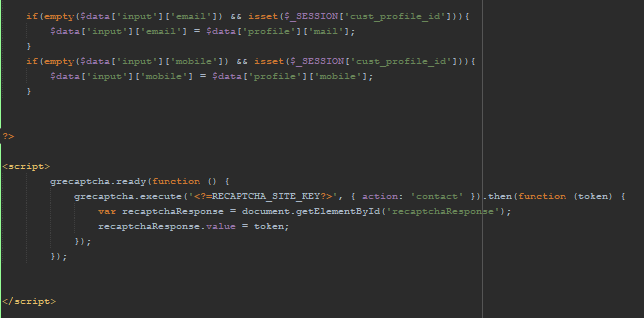 if(empty($data['input']['email']) && isset($_SESSION['cust_profile_id'])){
$data['input']['email'] = $data['profile']['mail'];
}
if(empty($data['input']['mobile']) && isset($_SESSION['cust_profile_id'])){
$data['input']['mobile'] = $data['profile']['mobile'];
}
?>
<script>
grecaptcha.ready(function () {
grecaptcha.execute('<?=RECAPTCHA_SITE_KEY?>', { action: 'contact' }).then(function (token) {
var recaptchaResponse = document.getElementById('recaptchaResponse');
recaptchaResponse.value = token;
});
});
</script>